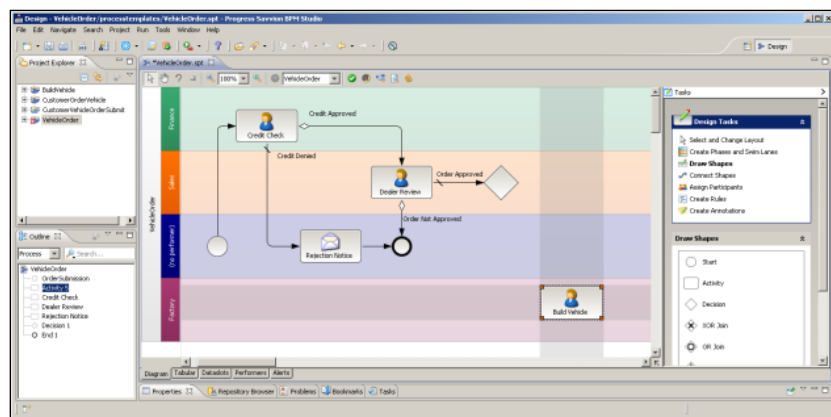 Design - VehicleOrder/processtemplates/VehicleOrder.spt - Progress Savvion BPM Studio
File Edit Navigate Search Project Run Tools Window Help
Design
Project Explorer
BuildVehicle
CustomerOrderVehicle
CustomerVehicleOrderSubmit
VehicleOrder
Outline
Process
Search...
VehicleOrder
OrderSubmission
Activity 5
Credit Check
Dealer Review
Rejection Notice
Decision 1
End 1
*VehicleOrder.spt
100%
VehicleOrder
VehicleOrder
Finance
Credit Check
Credit Approved
Credit Denied
Sales
Dealer Review
Order Approved
Order Not Approved
(no performer)
Rejection Notice
Factory
Build Vehicle
Diagram Tabular Dataslots Performers Alerts
Tasks
Design Tasks
Select and Change Layout
Create Phases and Swim Lanes
Draw Shapes
Connect Shapes
Assign Participants
Create Rules
Create Annotations
Draw Shapes
Start
Activity
Decision
XOR Join
OR Join
Properties Repository Browser Problems Bookmarks Tasks